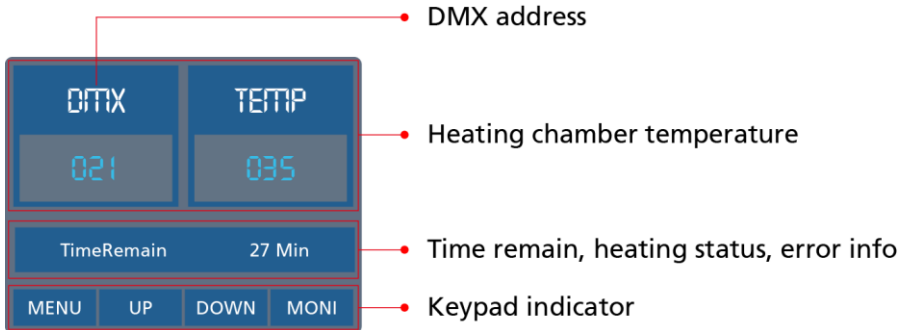 DMX address
DMX TEMP
Heating chamber temperature
021 035
TimeRemain 27 Min
Time remain, heating status, error info
MENU UP DOWN MONI
Keypad indicator